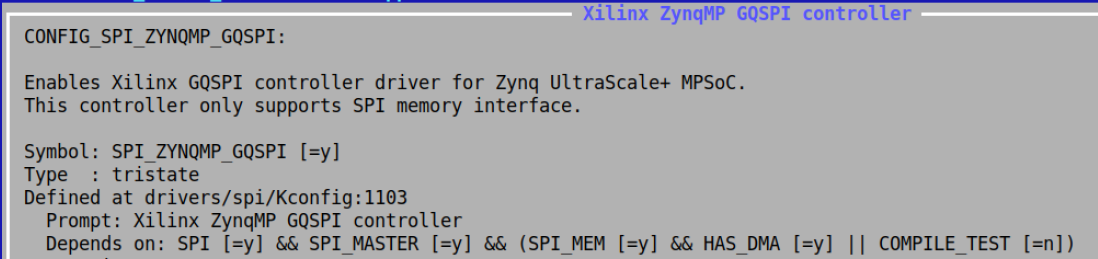 Xilinx ZynqMP GQSPI controller
CONFIG_SPI_ZYNQMP_GQSPI:
Enables Xilinx GQSPI controller driver for Zynq UltraScale+ MPSoC.
This controller only supports SPI memory interface.
Symbol: SPI_ZYNQMP_GQSPI [=y]
Type  : tristate
Defined at drivers/spi/Kconfig:1103
  Prompt: Xilinx ZynqMP GQSPI controller
  Depends on: SPI [=y] && SPI_MASTER [=y] && (SPI_MEM [=y] && HAS_DMA [=y] || COMPILE_TEST [=n])